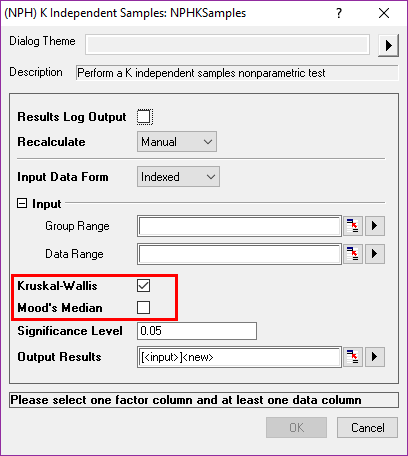 (NPH) K Independent Samples: NPHKSamples
Dialog Theme
Description Perform a K independent samples nonparametric test
Results Log Output
Recalculate Manual
Input Data Form Indexed
Input
Group Range
Data Range
Kruskal-Wallis
Mood's Median
Significance Level 0.05
Output Results [<input>]<new>
Please select one factor column and at least one data column
OK Cancel